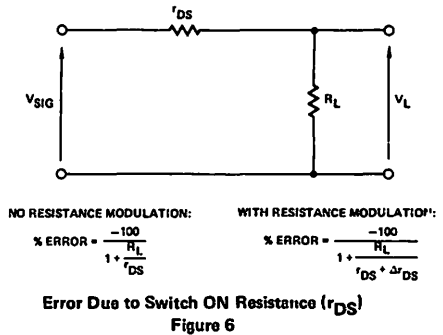 rDS
VSIG
RL
VL
NO RESISTANCE MODULATION:
% ERROR = -100 / 1 + RL / rDS
WITH RESISTANCE MODULATION:
% ERROR = -100 / 1 + RL / rDS + ΔrDS
Error Due to Switch ON Resistance (rDS)
Figure 6